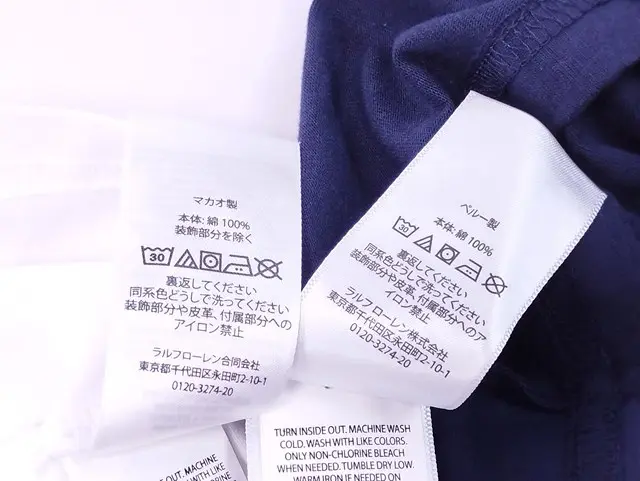 マカオ製
本体: 綿 100%
装飾部分を除く
30
裏返してください
同系色どうしで洗ってください
装飾部分や皮革、付属部分への
アイロン禁止
ラルフローレン合同会社
東京都千代田区永田町2-10-1
0120-3274-20
ペルー製
本体: 綿 100%
30
裏返してください
同系色どうしで洗ってください
装飾部分や皮革、付属部分へのア
イロン禁止
ラルフ ローレン株式会社
東京都千代田区永田町2-10-1
0120-3274-20
TURN INSIDE OUT. MACHINE WASH
COLD. WASH WITH LIKE COLORS.
ONLY NON-CHLORINE BLEACH
WHEN NEEDED. TUMBLE DRY LOW.
WARM IRON IF NEEDED ON
INSIDE OUT. MACHINE
WASH WITH LIKE